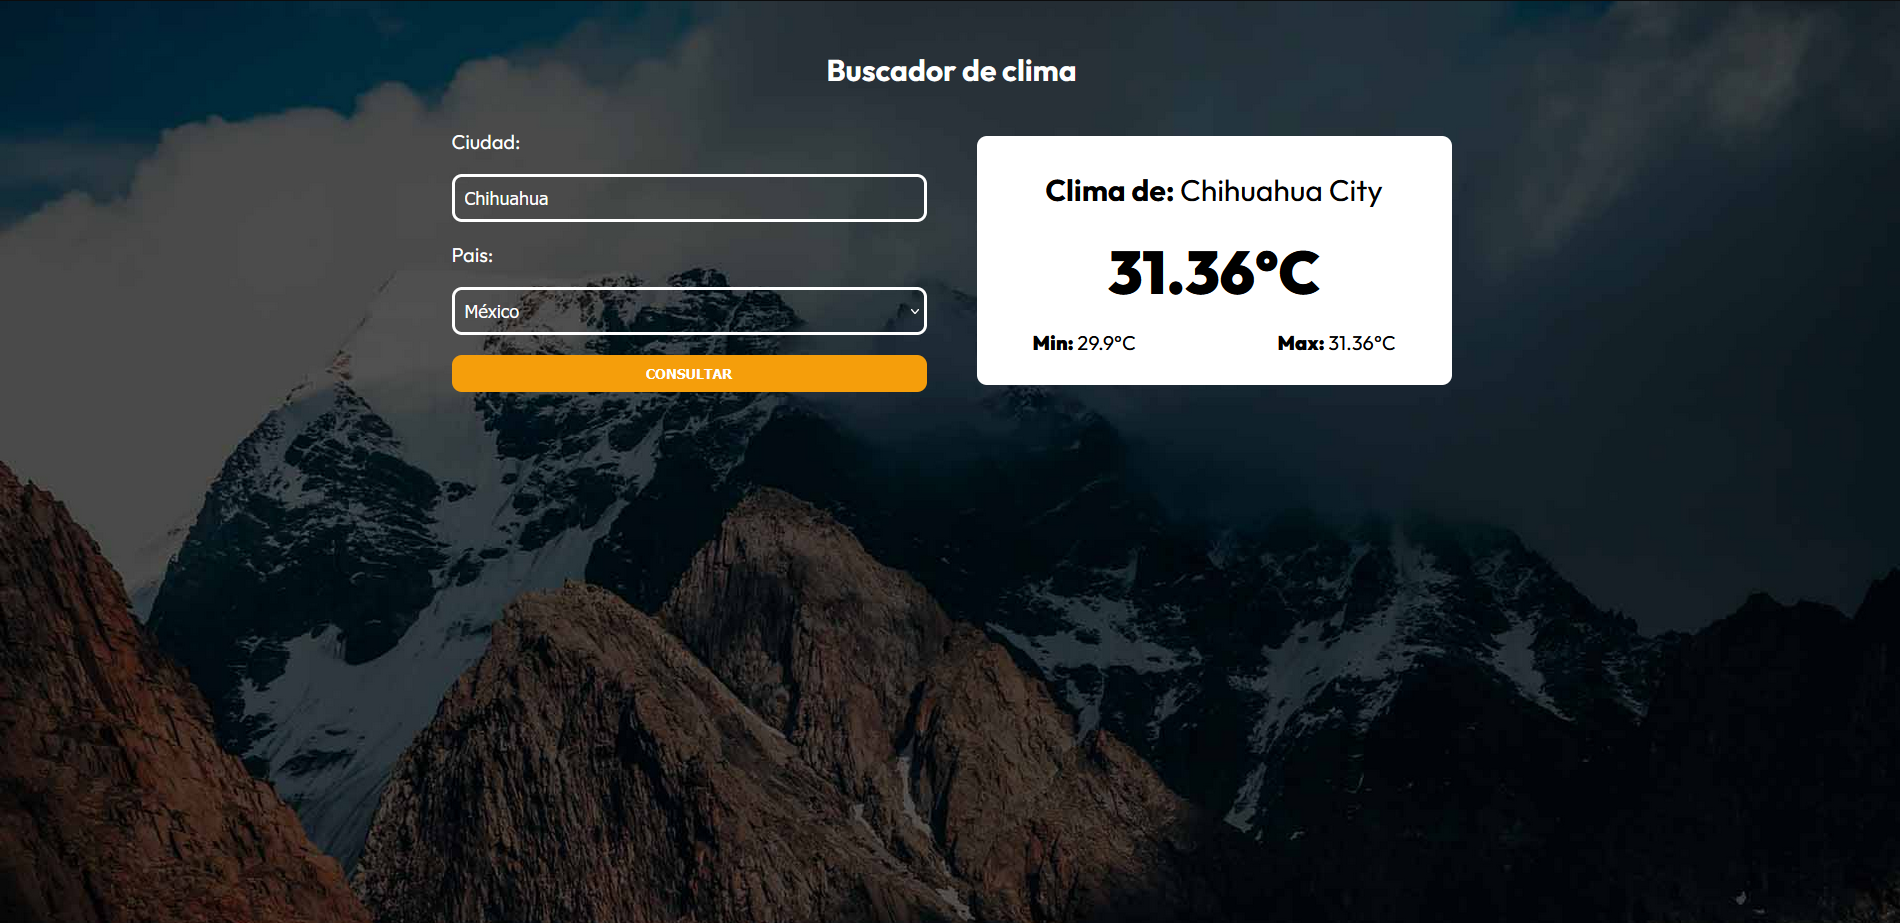 Buscador de clima
Ciudad:
Chihuahua
Pais:
México
CONSULTAR
Clima de: Chihuahua City
31.36°C
Min: 29.9°C Max: 31.36°C